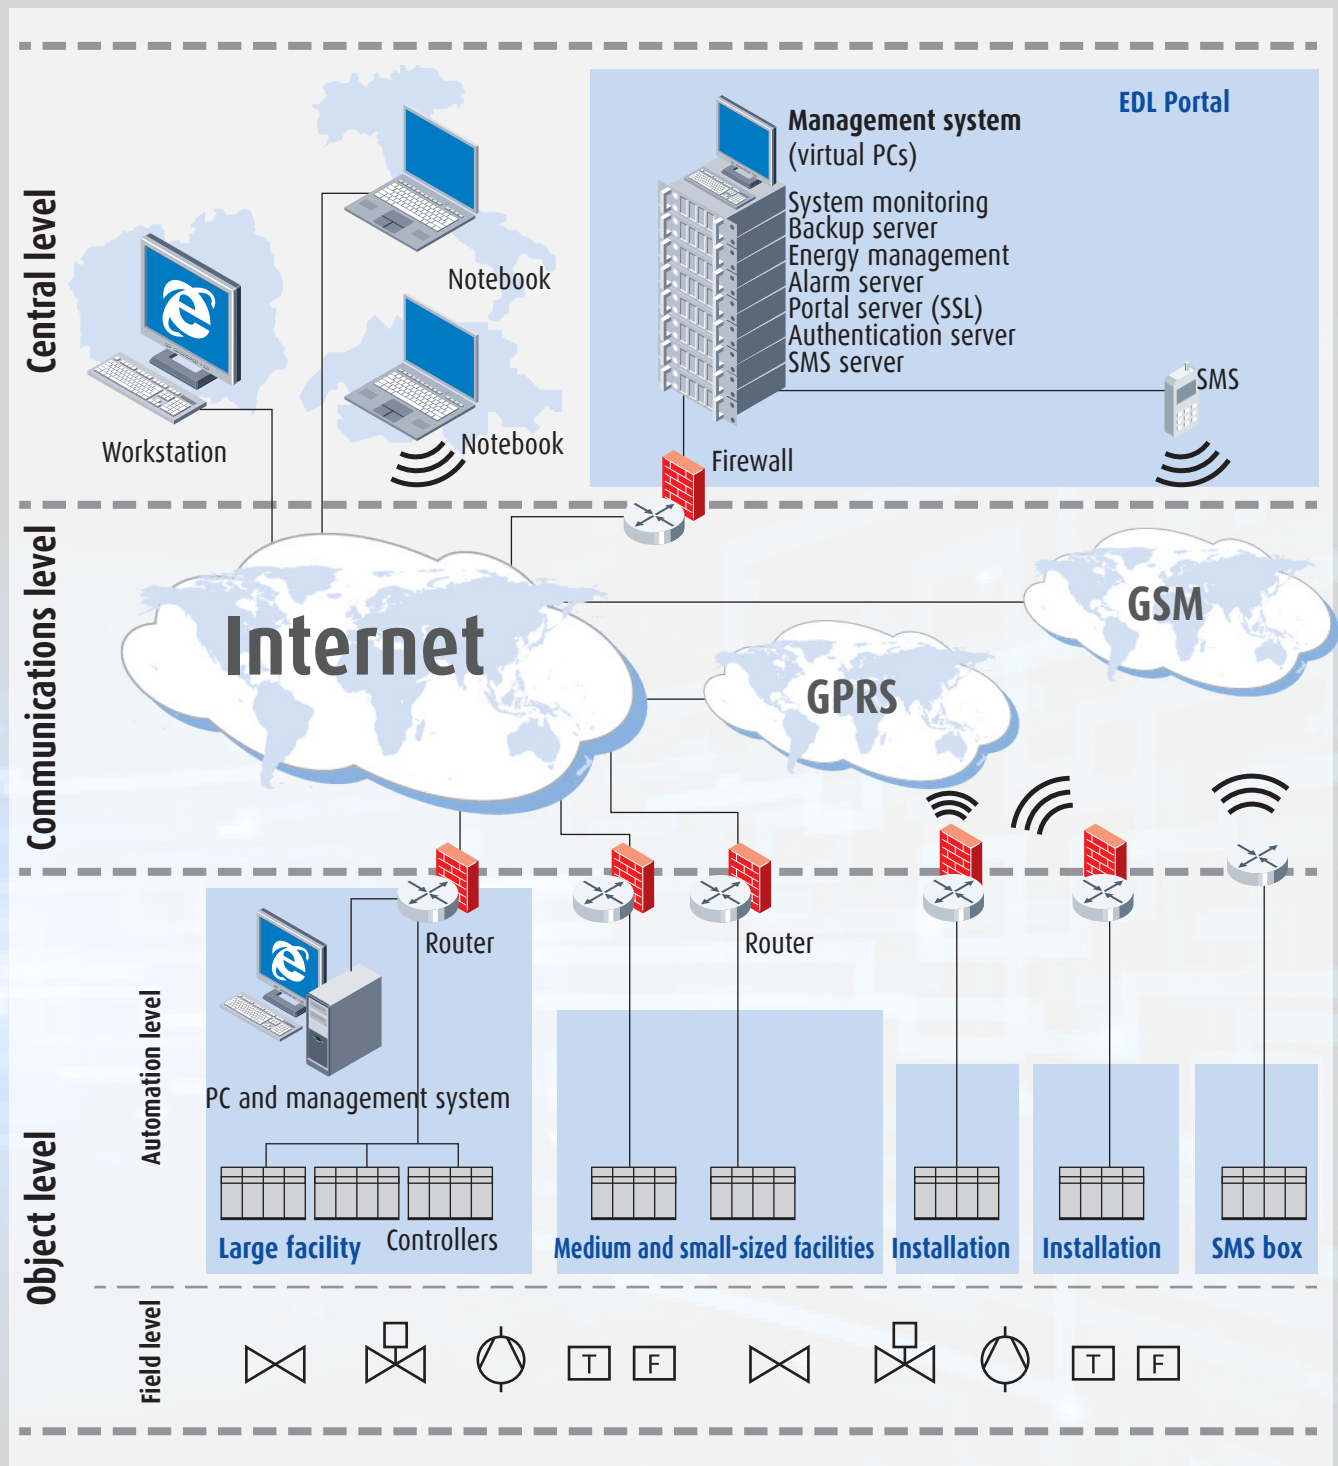 Central level
EDL Portal
Management system
(virtual PCs)
System monitoring
Backup server
Energy management
Alarm server
Portal server (SSL)
Authentication server
SMS server
SMS
Notebook
Notebook
Workstation
Firewall
Communications level
Internet
GSM
GPRS
Object level
Automation level
Router
Router
PC and management system
Controllers
Large facility
Medium and small-sized facilities
Installation
Installation
SMS box
Field level
T
F
T
F